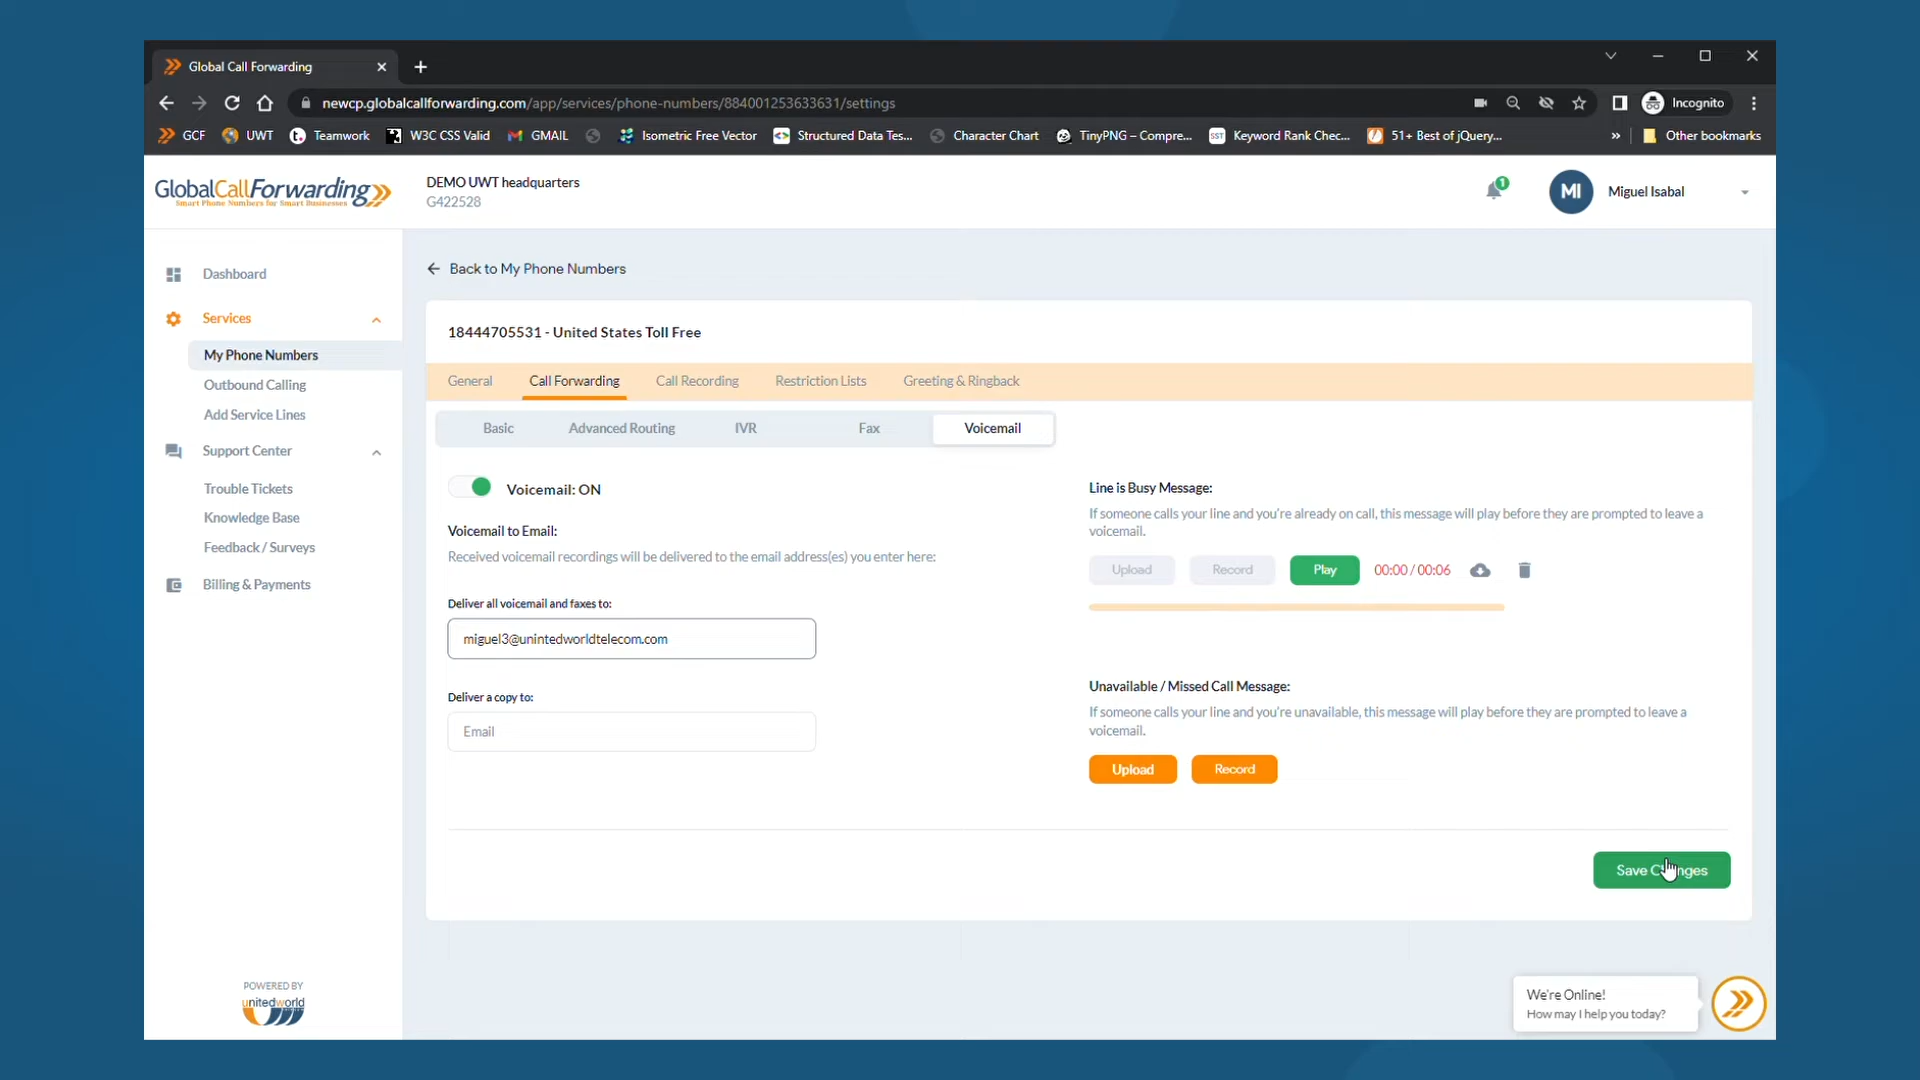 Global Call Forwarding
newcp.globalcallforwarding.com/app/services/phone-numbers/884001253633631/settings
Incognito
GCF
UWT
Teamwork
W3C CSS Valid
GMAIL
Isometric Free Vector
Structured Data Tes...
Character Chart
TinyPNG – Compre...
SST
Keyword Rank Chec...
51+ Best of jQuery...
»
Other bookmarks
GlobalCallForwarding
Smart Phone Numbers for Smart Businesses
DEMO UWT headquarters
G422528
1
MI
Miguel Isabal
Dashboard
Services
My Phone Numbers
Outbound Calling
Add Service Lines
Support Center
Trouble Tickets
Knowledge Base
Feedback / Surveys
Billing & Payments
POWERED BY
unitedworld
Back to My Phone Numbers
18444705531 - United States Toll Free
General
Call Forwarding
Call Recording
Restriction Lists
Greeting & Ringback
Basic
Advanced Routing
IVR
Fax
Voicemail
Voicemail: ON
Voicemail to Email:
Received voicemail recordings will be delivered to the email address(es) you enter here:
Deliver all voicemail and faxes to:
miguel3@unintedworldtelecom.com
Deliver a copy to:
Email
Line is Busy Message:
If someone calls your line and you're already on call, this message will play before they are prompted to leave a
voicemail.
Upload
Record
Play
00:00 / 00:06
Unavailable / Missed Call Message:
If someone calls your line and you're unavailable, this message will play before they are prompted to leave a
voicemail.
Upload
Record
Save Changes
We're Online!
How may I help you today?